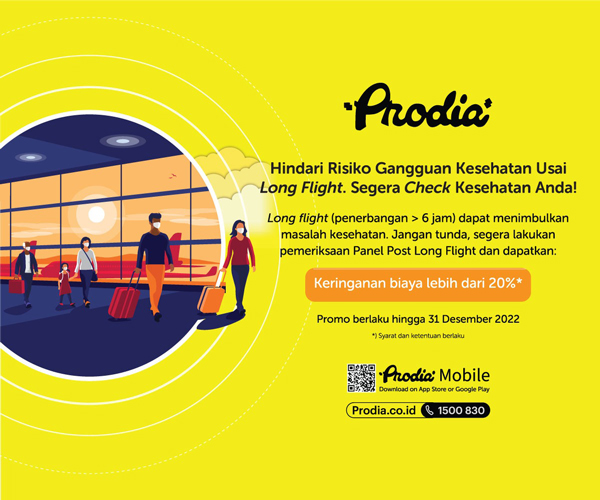 Prodia
Hindari Risiko Gangguan Kesehatan Usai
Long Flight. Segera Check Kesehatan Anda!
Long flight (penerbangan > 6 jam) dapat menimbulkan
masalah kesehatan. Jangan tunda, segera lakukan
pemeriksaan Panel Post Long Flight dan dapatkan:
Keringanan biaya lebih dari 20%*
Promo berlaku hingga 31 Desember 2022
*) Syarat dan ketentuan berlaku
Prodia Mobile
Download on App Store or Google Play
Prodia.co.id 1500 830